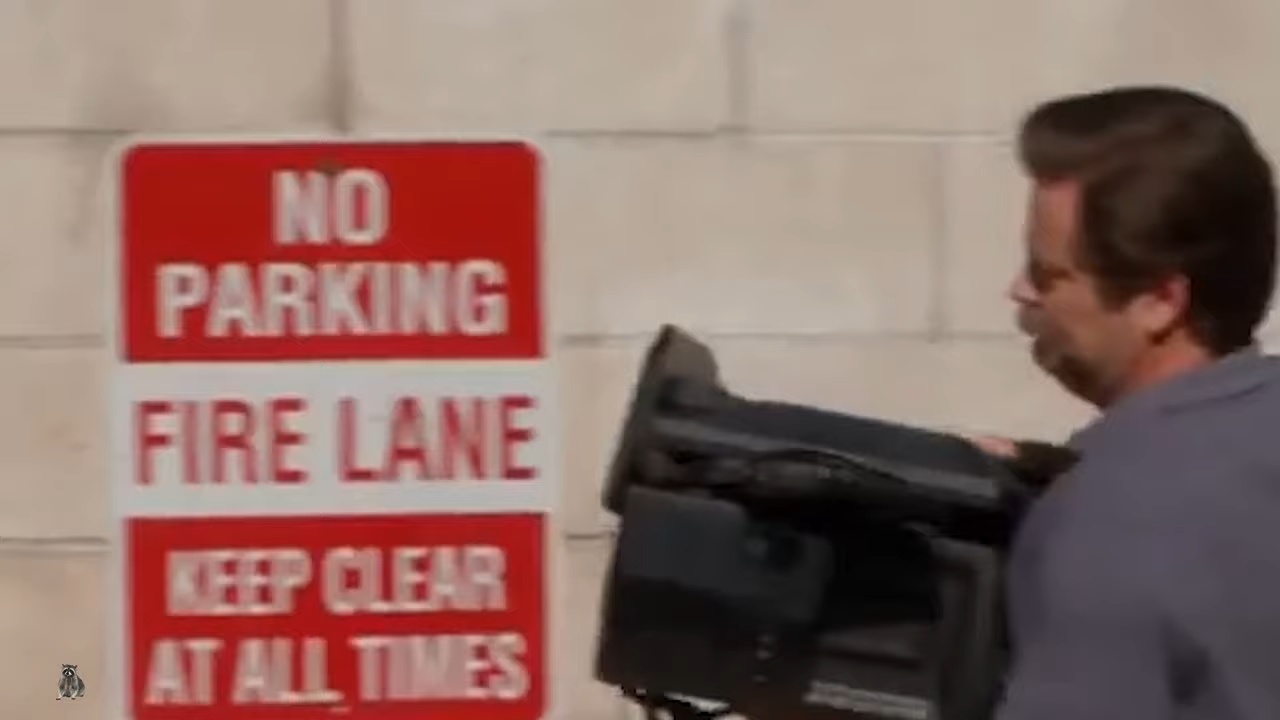 NO
PARKING
FIRE LANE
KEEP CLEAR
AT ALL TIMES